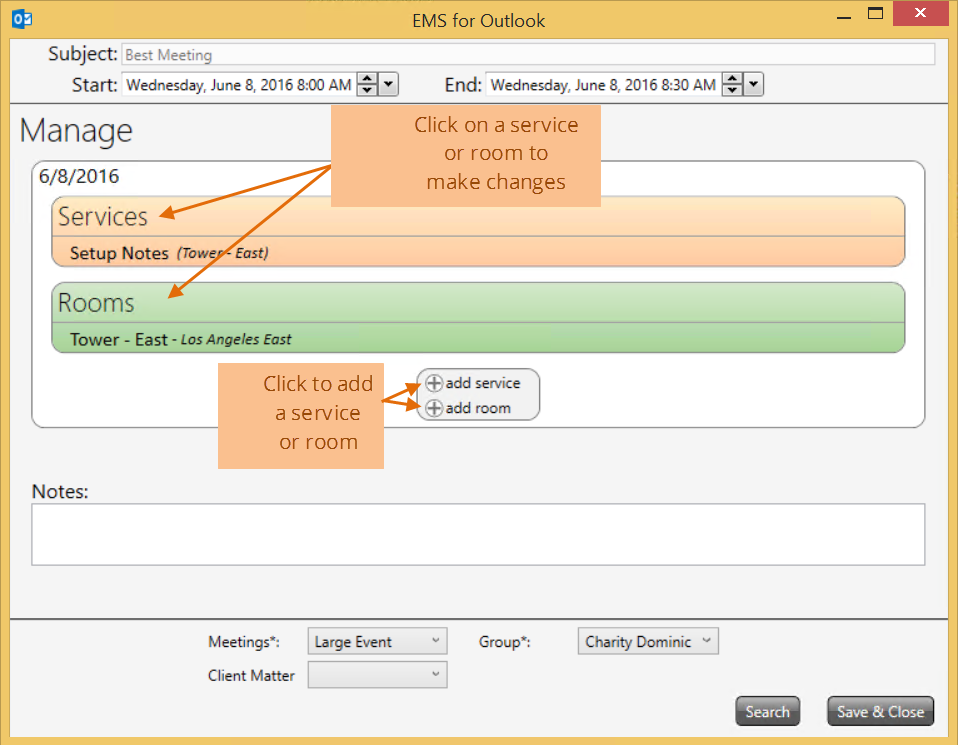 EMS for Outlook
Subject: Best Meeting
Start: Wednesday, June 8, 2016 8:00 AM End: Wednesday, June 8, 2016 8:30 AM
Manage
Click on a service
or room to
make changes
6/8/2016
Services
Setup Notes (Tower - East)
Rooms
Tower - East - Los Angeles East
Click to add
a service
or room
add service
add room
Notes:
Meetings*: Large Event Group*: Charity Dominic
Client Matter
Search Save & Close